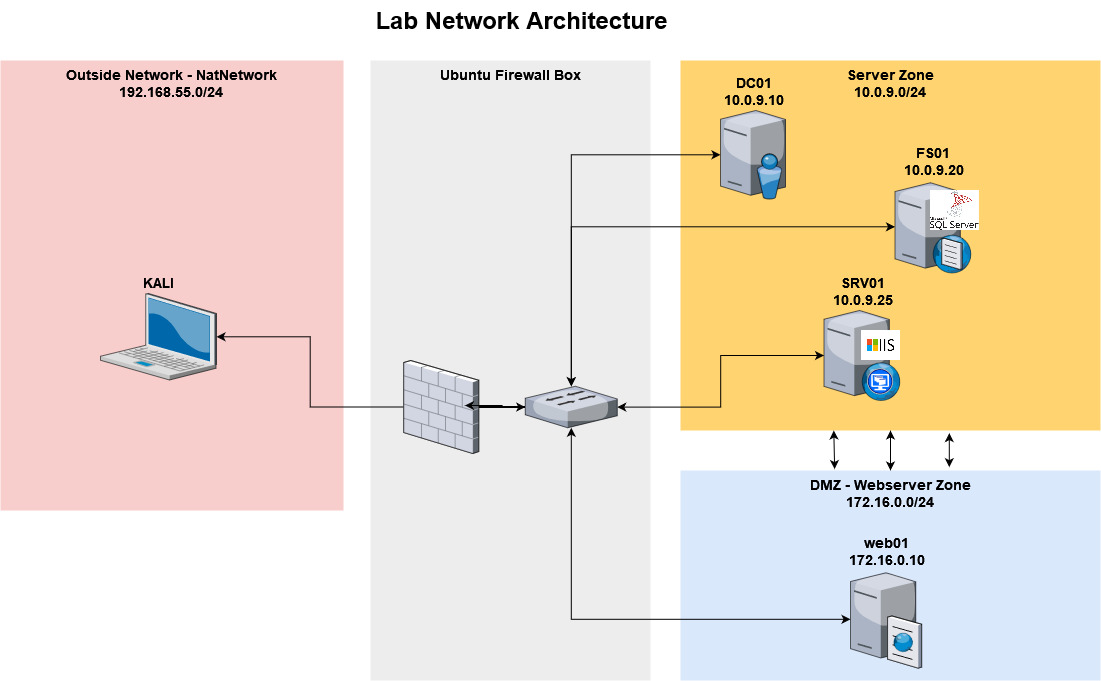 Lab Network Architecture
Outside Network - NatNetwork
192.168.55.0/24
KALI
Ubuntu Firewall Box
Server Zone
10.0.9.0/24
DC01
10.0.9.10
FS01
10.0.9.20
SQL Server
SRV01
10.0.9.25
IIS
DMZ - Webserver Zone
172.16.0.0/24
web01
172.16.0.10